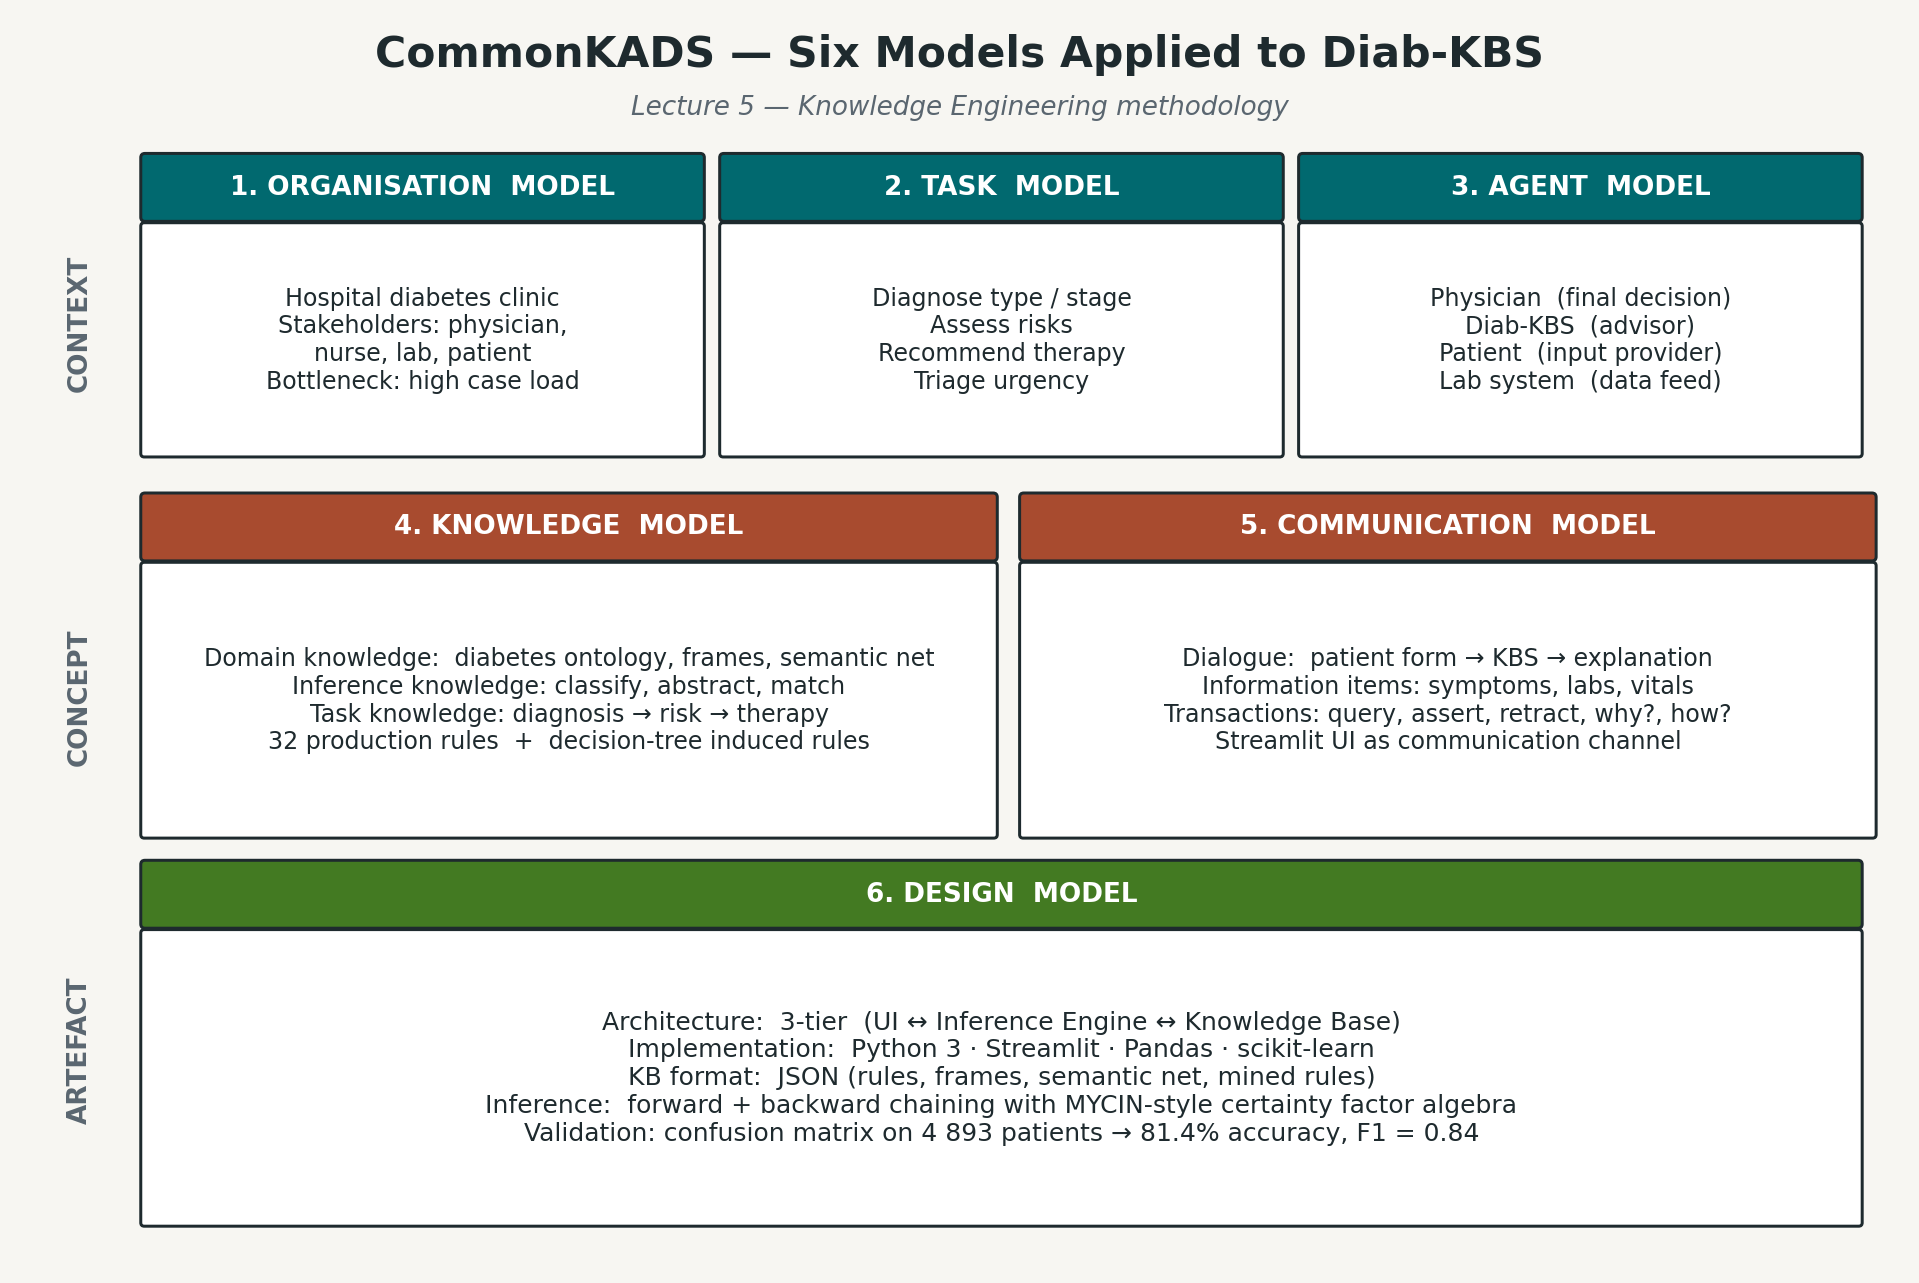 CommonKADS — Six Models Applied to Diab-KBS
Lecture 5 — Knowledge Engineering methodology
CONTEXT
1. ORGANISATION  MODEL
Hospital diabetes clinic
Stakeholders: physician,
nurse, lab, patient
Bottleneck: high case load
2. TASK  MODEL
Diagnose type / stage
Assess risks
Recommend therapy
Triage urgency
3. AGENT  MODEL
Physician  (final decision)
Diab-KBS  (advisor)
Patient  (input provider)
Lab system  (data feed)
CONCEPT
4. KNOWLEDGE  MODEL
Domain knowledge:  diabetes ontology, frames, semantic net
Inference knowledge: classify, abstract, match
Task knowledge: diagnosis → risk → therapy
32 production rules  +  decision-tree induced rules
5. COMMUNICATION  MODEL
Dialogue:  patient form → KBS → explanation
Information items: symptoms, labs, vitals
Transactions: query, assert, retract, why?, how?
Streamlit UI as communication channel
ARTEFACT
6. DESIGN  MODEL
Architecture:  3-tier  (UI ↔ Inference Engine ↔ Knowledge Base)
Implementation:  Python 3 · Streamlit · Pandas · scikit-learn
KB format:  JSON (rules, frames, semantic net, mined rules)
Inference:  forward + backward chaining with MYCIN-style certainty factor algebra
Validation: confusion matrix on 4 893 patients → 81.4% accuracy, F1 = 0.84